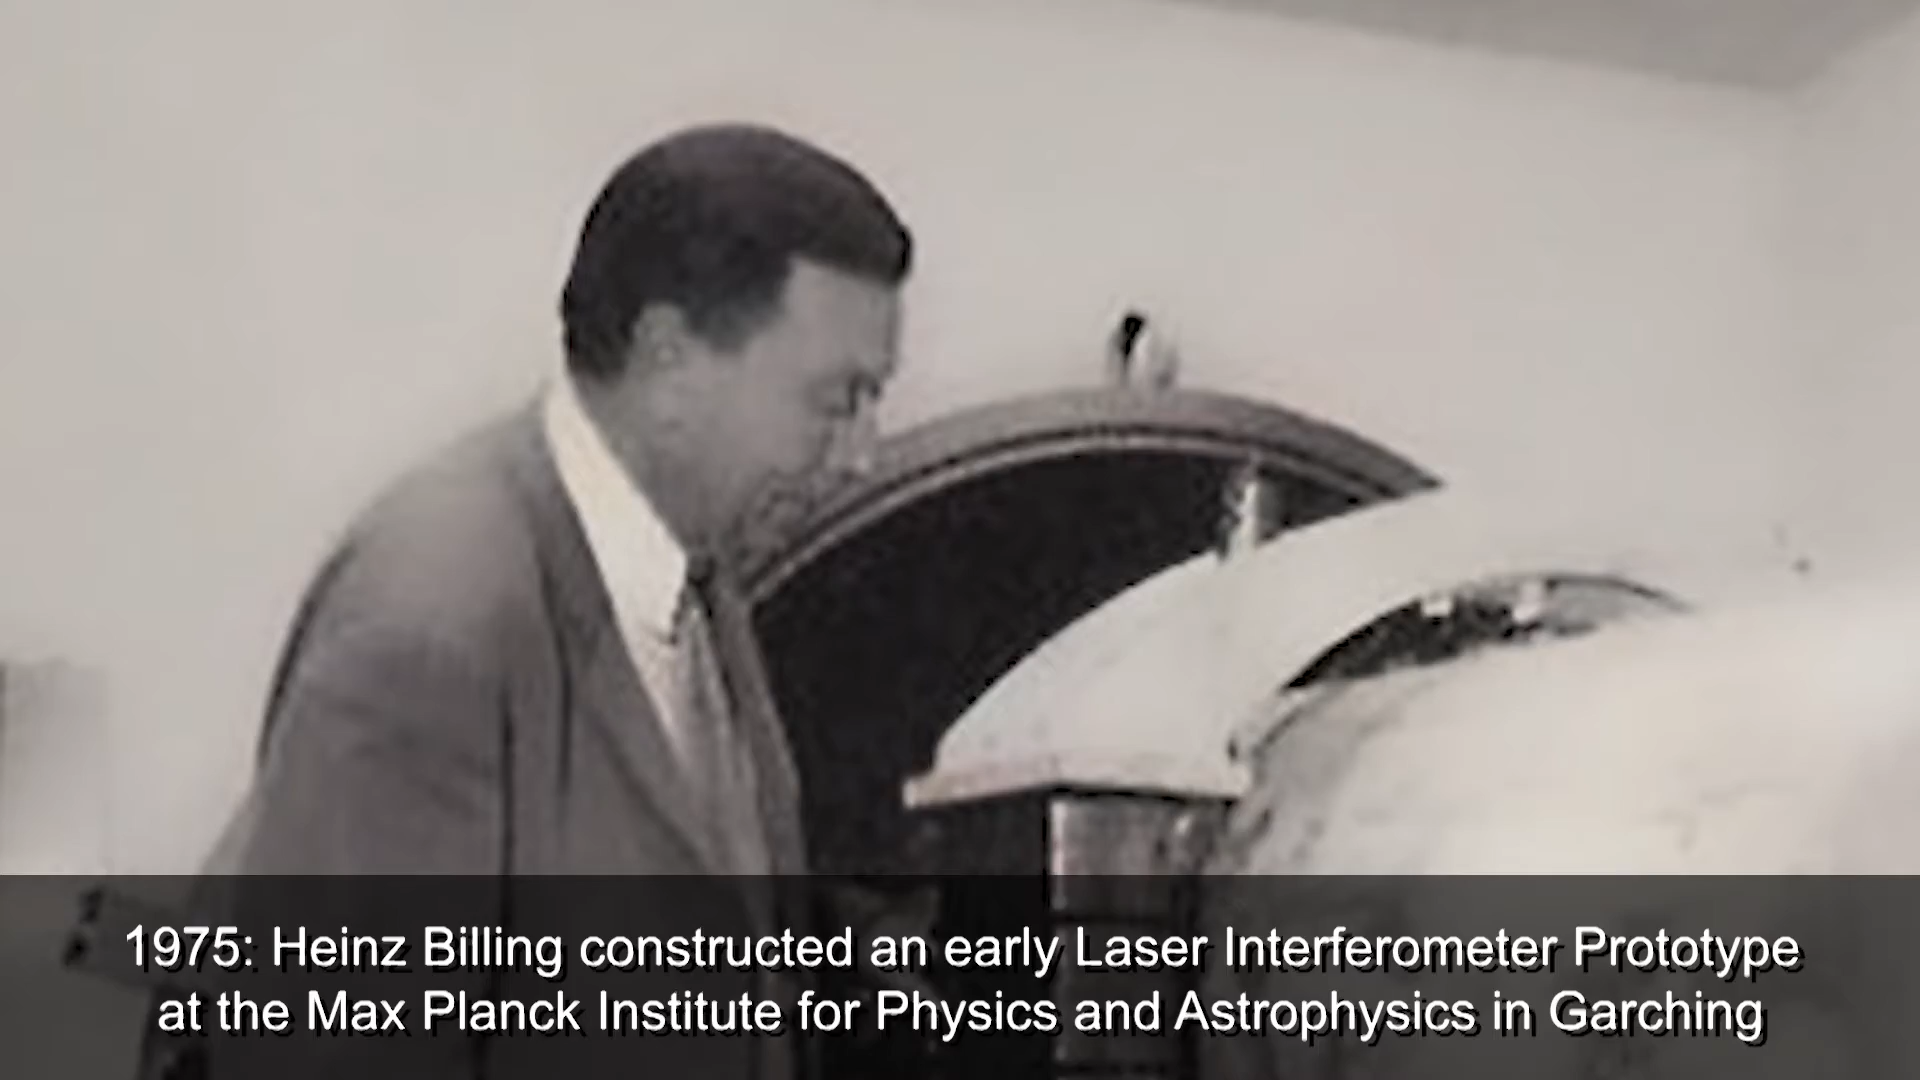 1975: Heinz Billing constructed an early Laser Interferometer Prototype
at the Max Planck Institute for Physics and Astrophysics in Garching